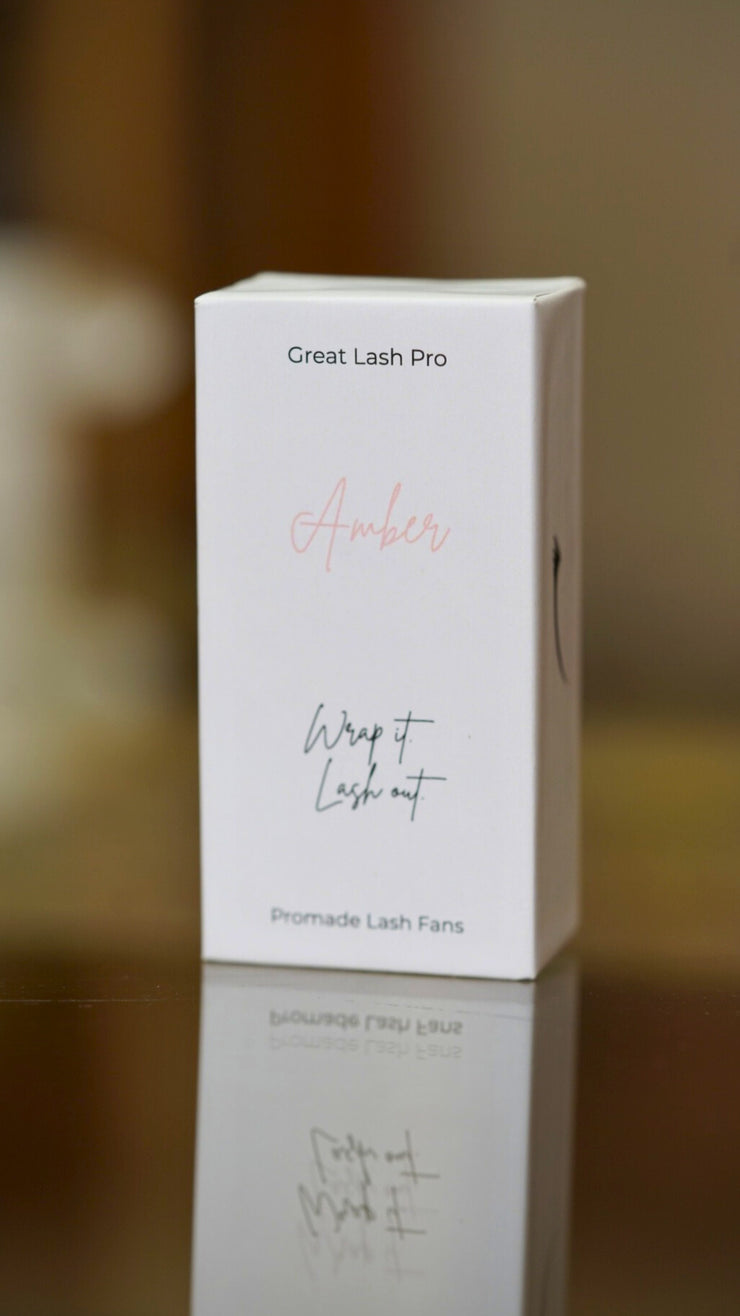 Great Lash Pro
Amber
Wrap it.
Lash out.
Promade Lash Fans